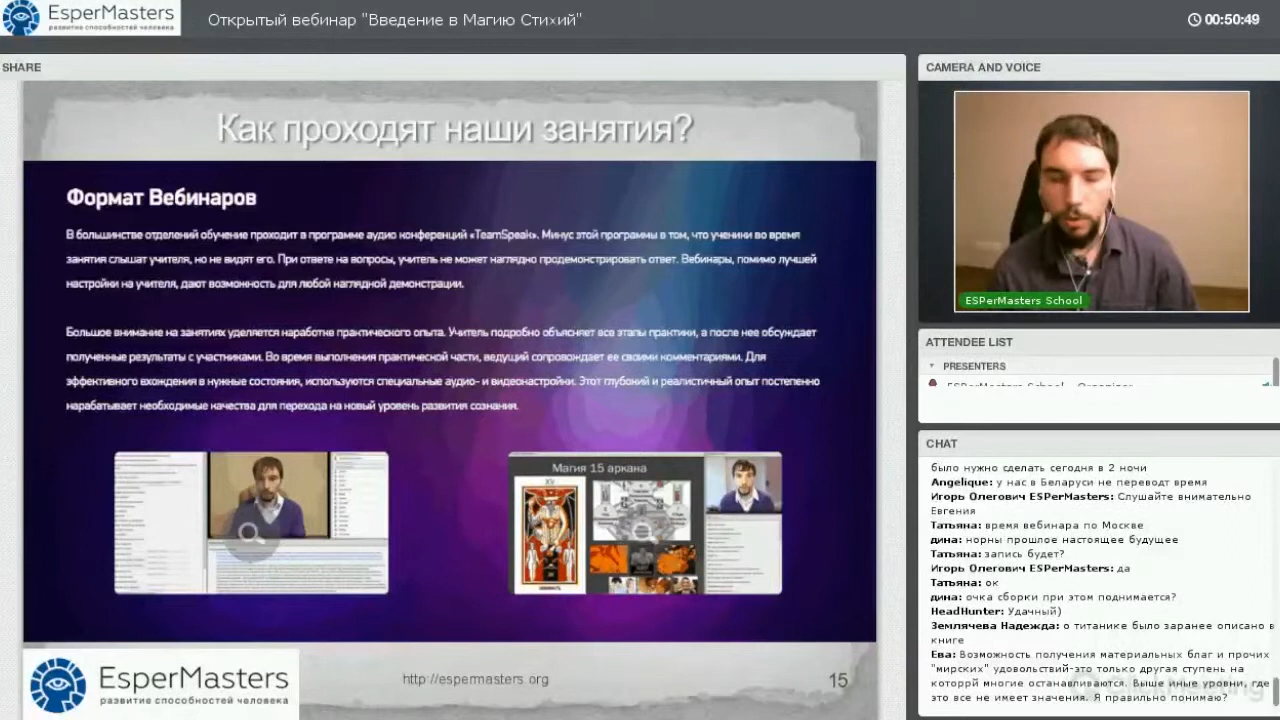 EsperMasters
развитие способностей человека
Открытый вебинар "Введение в Магию Стихий"
00:50:49
SHARE
Как проходят наши занятия?
Формат Вебинаров
В большинстве отделений обучение проходит в программе аудио конференций «TeamSpeak». Минус этой программы в том, что ученики во время
занятия слышат учителя, но не видят его. При ответе на вопросы, учитель не может наглядно продемонстрировать ответ. Вебинары, помимо лучшей
настройки на учителя, дают возможность для любой наглядной демонстрации.
Большое внимание на занятиях уделяется наработке практического опыта. Учитель подробно объясняет все этапы практики, а после нее обсуждает
полученные результаты с участниками. Во время выполнения практической части, ведущий сопровождает ее своими комментариями. Для
эффективного вхождения в нужные состояния, используются специальные аудио- и видеонастройки. Этот глубокий и реалистичный опыт постепенно
нарабатывает необходимые качества для перехода на новый уровень развития сознания.
Магия 15 аркана
EsperMasters
развитие способностей человека
http://espermasters.org
15
CAMERA AND VOICE
ESPerMasters School
ATTENDEE LIST
PRESENTERS
ESPerMasters School - Organizer
CHAT
было нужно сделать сегодня в 2 ночи
Angelique: у нас в Беларуси не переводт время
Игорь Олегович ESPerMasters: Слушайте внимательно
Евгения
Татьяна: время вебинара по Москве
дина: норны прошлое настоящее будущее
Татьяна: запись будет?
Игорь Олегович ESPerMasters: да
Татьяна: ок
дина: очка сборки при этом поднимается?
HeadHunter: Удачный)
Землячева Надежда: о титанике было заранее описано в
книге
Ева: Возможность получения материальных благ и прочих
"мирских" удовольствий-это только другая ступень на
которрй многие останавливаются. Выше иные уровни, где
это все не имеет значения. Я правильно понимаю?